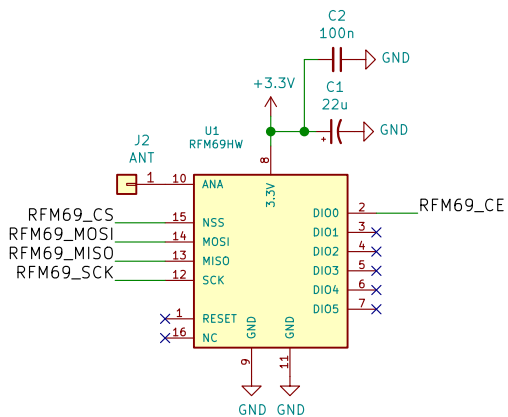 C2
100n
GND
+3.3V
C1
22u
+
GND
U1
RFM69HW
J2
ANT
1
10
ANA
8
3.3V
RFM69_CS
15
NSS
RFM69_MOSI
14
MOSI
RFM69_MISO
13
MISO
RFM69_SCK
12
SCK
1
RESET
16
NC
DIO0
2
RFM69_CE
DIO1
3
DIO2
4
DIO3
5
DIO4
6
DIO5
7
GND
9
GND
11
GND
GND